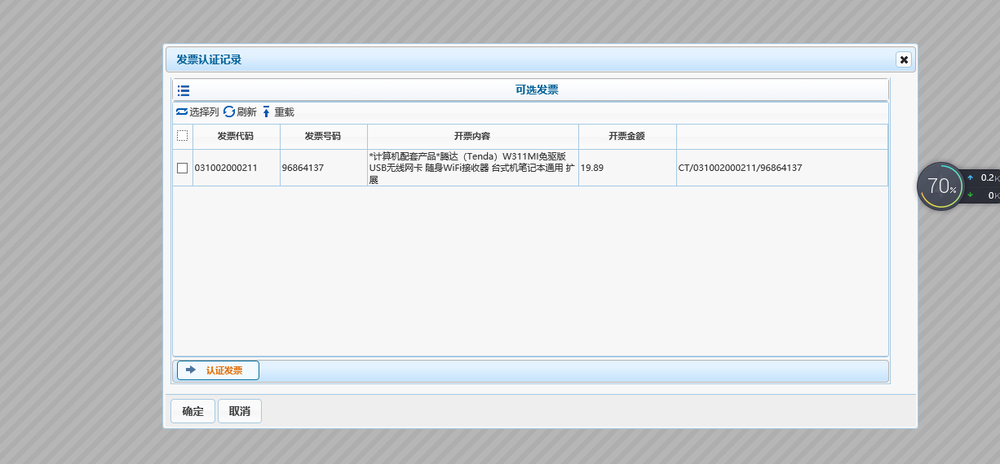 发票认证记录
可选发票
选择列 刷新 重载
发票代码 发票号码 开票内容 开票金额
031002000211 96864137 *计算机配套产品*腾达（Tenda）W311MI免驱版 19.89 CT/031002000211/96864137
USB无线网卡 随身WiFi接收器 台式机笔记本通用 扩
展
70%
0.2K
0K
认证发票
确定 取消